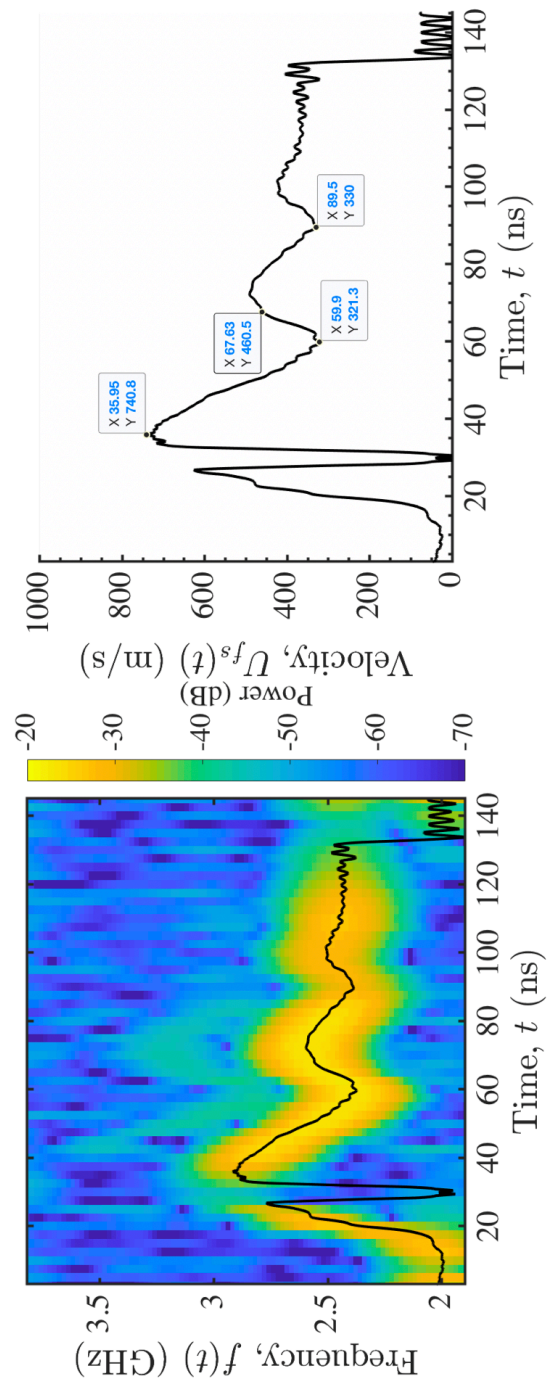 Frequency, f(t) (GHz)
3.5
3
2.5
2
20
40
60
80
100
120
140
Time, t (ns)
-20
-30
-40
-50
-60
-70
Power (dB)
Velocity, U_{fs}(t) (m/s)
1000
800
600
400
200
0
X 35.95
Y 740.8
X 67.63
Y 460.5
X 59.9
Y 321.3
X 89.5
Y 330
20
40
60
80
100
120
140
Time, t (ns)